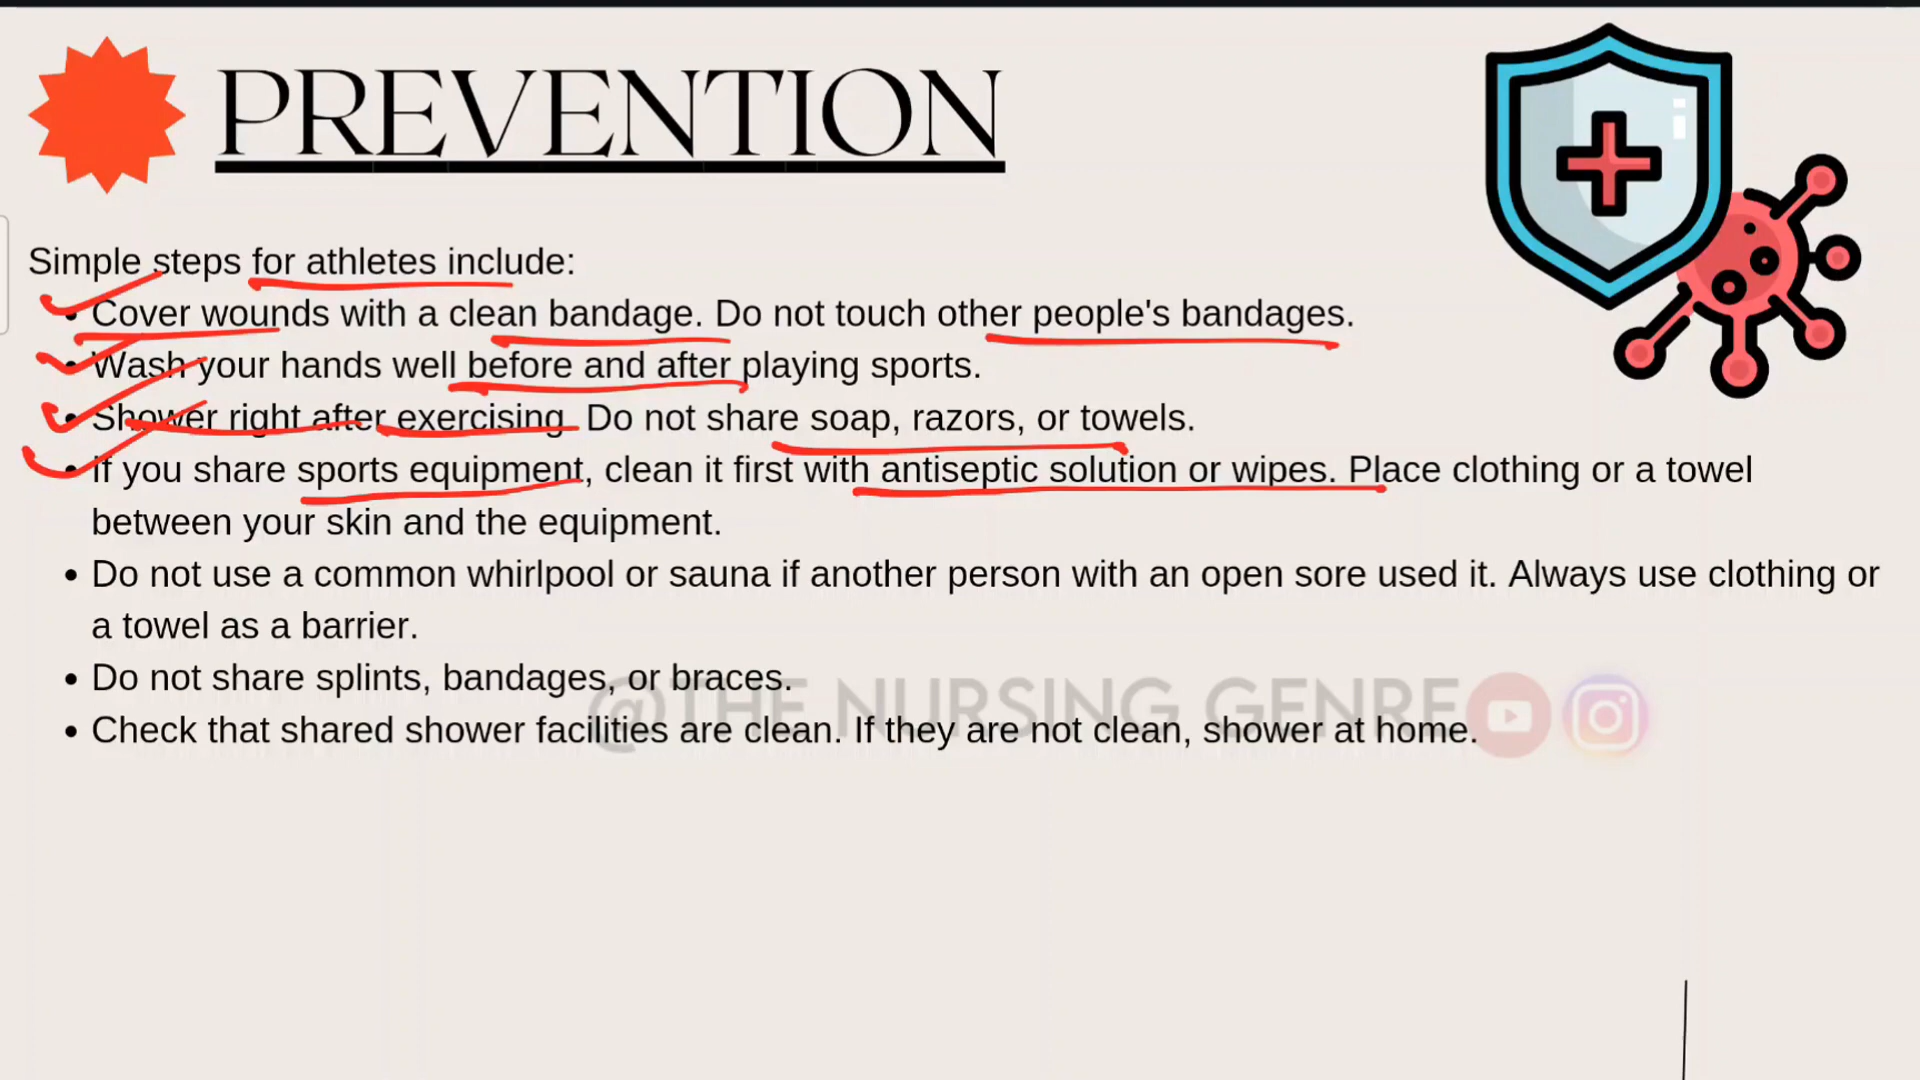 PREVENTION
Simple steps for athletes include:
• Cover wounds with a clean bandage. Do not touch other people's bandages.
• Wash your hands well before and after playing sports.
• Shower right after exercising. Do not share soap, razors, or towels.
• If you share sports equipment, clean it first with antiseptic solution or wipes. Place clothing or a towel
between your skin and the equipment.
• Do not use a common whirlpool or sauna if another person with an open sore used it. Always use clothing or
a towel as a barrier.
• Do not share splints, bandages, or braces.
@THE NURSING GENRE
• Check that shared shower facilities are clean. If they are not clean, shower at home.